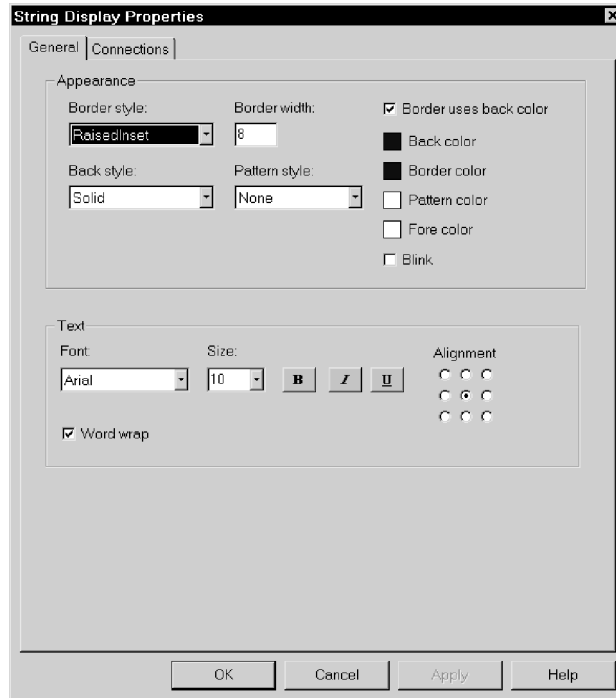 String Display Properties
General Connections
Appearance
Border style: Border width: Border uses back color
RaisedInset 8 Back color
Back style: Pattern style: Border color
Solid None Pattern color
Fore color
Blink
Text
Font: Size: Alignment
Arial 10 B I U
Word wrap
OK Cancel Apply Help